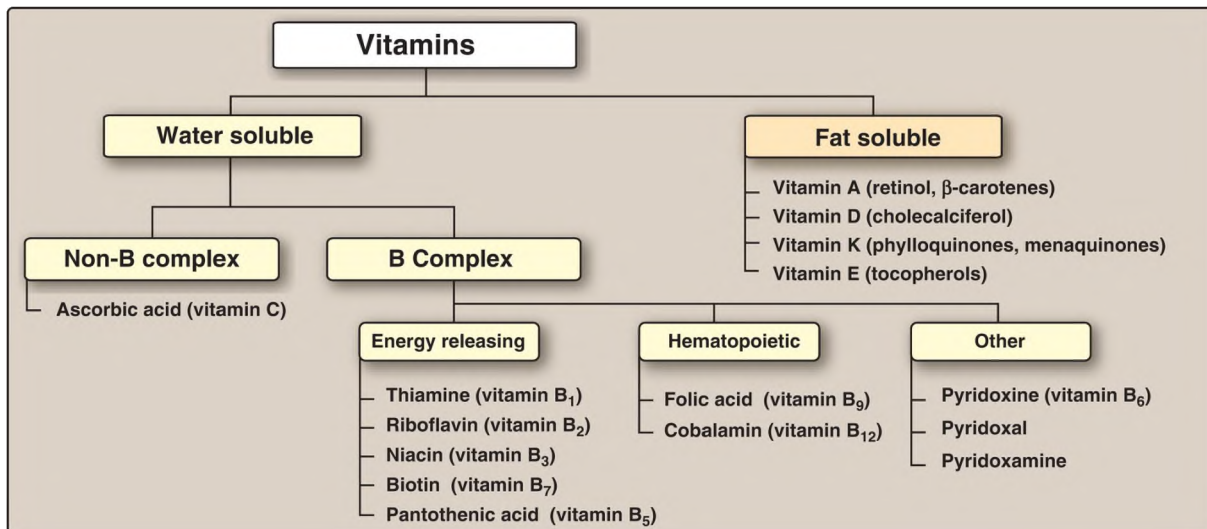 Vitamins
Water soluble
Fat soluble
Vitamin A (retinol, β-carotenes)
Vitamin D (cholecalciferol)
Vitamin K (phylloquinones, menaquinones)
Vitamin E (tocopherols)
Non-B complex
Ascorbic acid (vitamin C)
B Complex
Energy releasing
Thiamine (vitamin B₁)
Riboflavin (vitamin B₂)
Niacin (vitamin B₃)
Biotin (vitamin B₇)
Pantothenic acid (vitamin B₅)
Hematopoietic
Folic acid (vitamin B₉)
Cobalamin (vitamin B₁₂)
Other
Pyridoxine (vitamin B₆)
Pyridoxal
Pyridoxamine